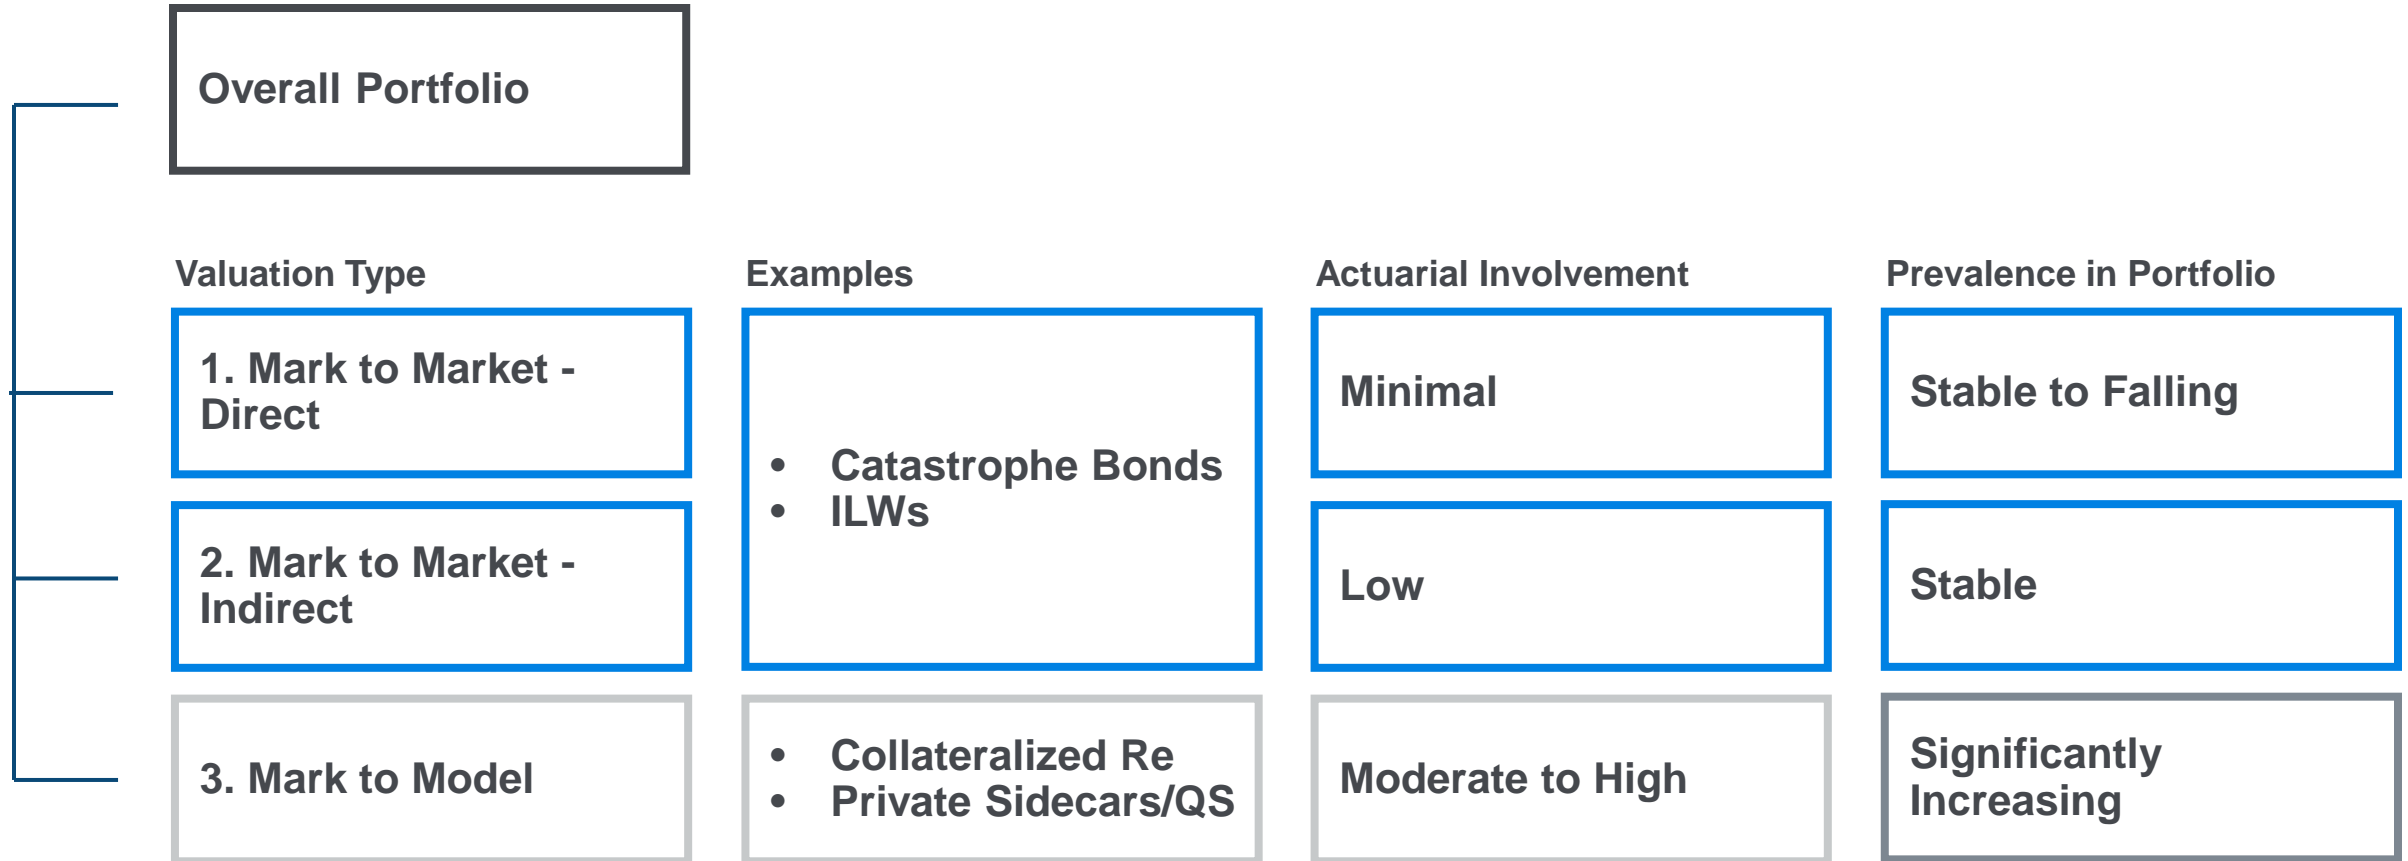 Overall Portfolio
Valuation Type
Examples
Actuarial Involvement
Prevalence in Portfolio
1. Mark to Market -
Direct
• Catastrophe Bonds
• ILWs
Minimal
Stable to Falling
2. Mark to Market -
Indirect
Low
Stable
3. Mark to Model
• Collateralized Re
• Private Sidecars/QS
Moderate to High
Significantly
Increasing